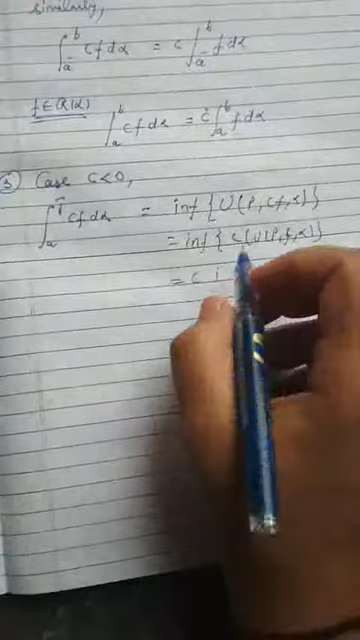 Similarly,
∫_a̲^b cf dα = c ∫_a̲^b f dα
f∈R(α)
∫_a^b cf dα = c ∫_a^b f dα
③ Case c<0,
∫_a^b̄ cf dα = inf {U(P, cf, α)}
= inf { c(U(P, f, α)}
= c i